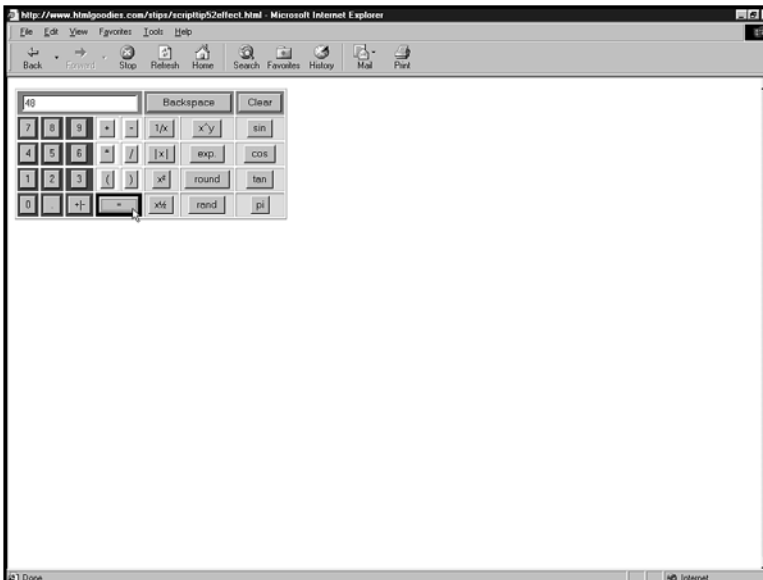 http://www.htmlgoodies.com/stips/scripttip52effect.html - Microsoft Internet Explorer
File Edit View Favorites Tools Help
Back Forward Stop Refresh Home Search Favorites History Mail Print
48 Backspace Clear
7 8 9 + - 1/x x^y sin
4 5 6 * / |x| exp. cos
1 2 3 ( ) x² round tan
0 . +|- = x½ rand pi
Done Internet